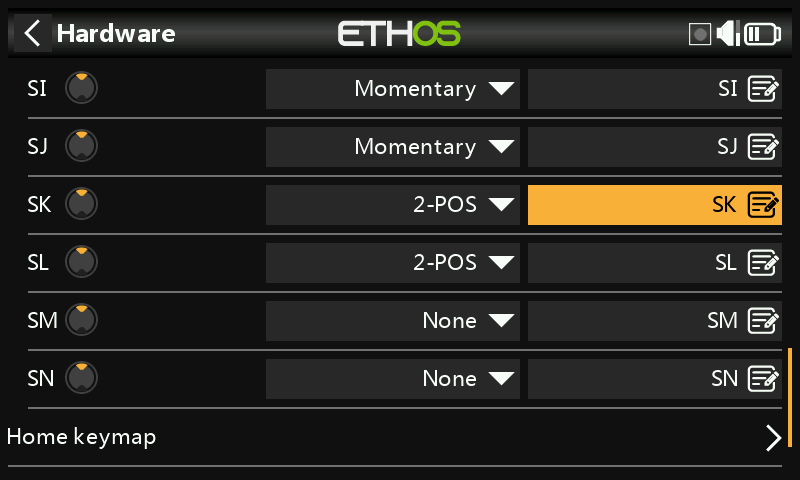 Hardware ETHOS
SI Momentary SI
SJ Momentary SJ
SK 2-POS SK
SL 2-POS SL
SM None SM
SN None SN
Home keymap